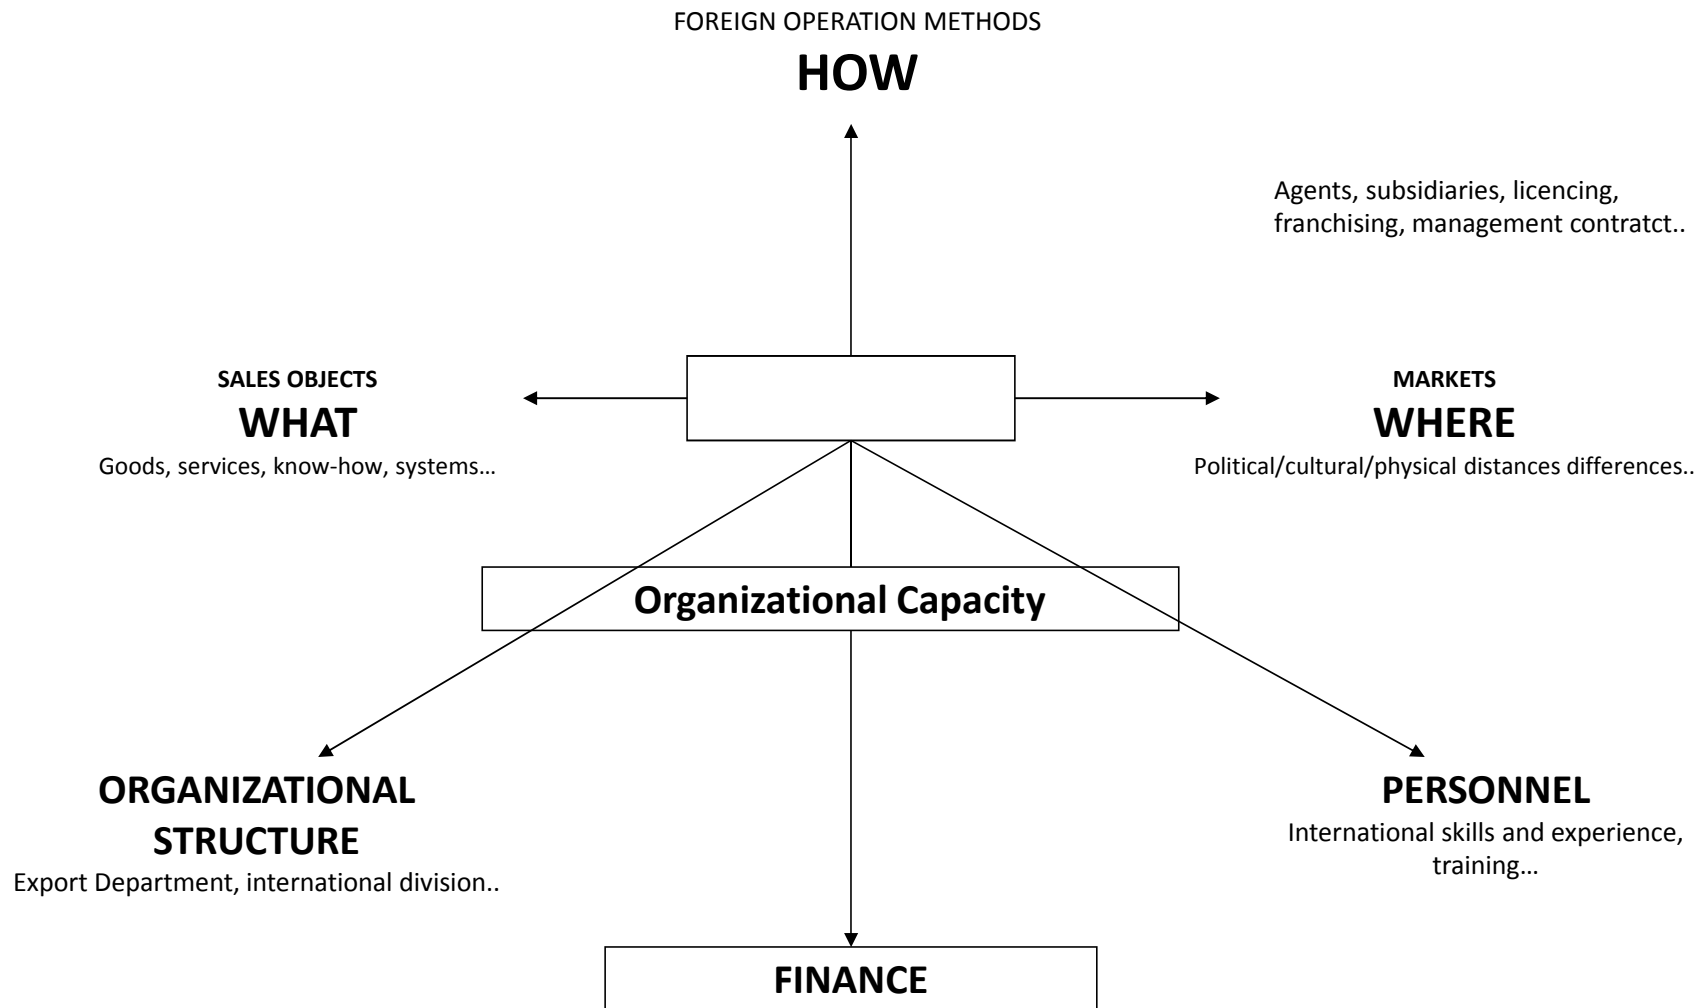 FOREIGN OPERATION METHODS
HOW
Agents, subsidiaries, licencing,
franchising, management contratct..
SALES OBJECTS
WHAT
Goods, services, know-how, systems…
MARKETS
WHERE
Political/cultural/physical distances differences..
Organizational Capacity
ORGANIZATIONAL
STRUCTURE
Export Department, international division..
PERSONNEL
International skills and experience,
training…
FINANCE